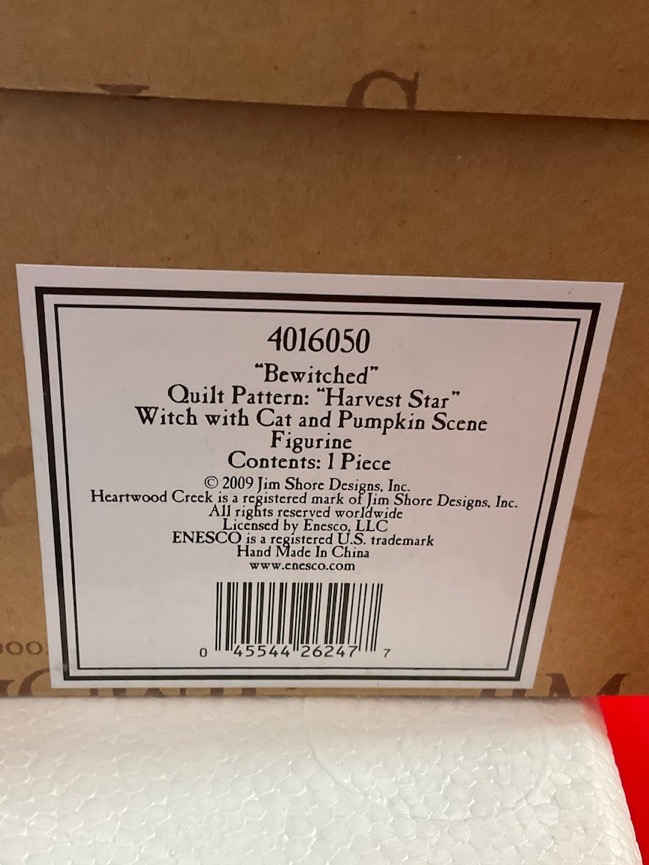 4016050
“Bewitched”
Quilt Pattern: “Harvest Star”
Witch with Cat and Pumpkin Scene
Figurine
Contents: 1 Piece
© 2009 Jim Shore Designs, Inc.
Heartwood Creek is a registered mark of Jim Shore Designs, Inc.
All rights reserved worldwide
Licensed by Enesco, LLC
ENESCO is a registered U.S. trademark
Hand Made In China
www.enesco.com
0 45544 26247 7